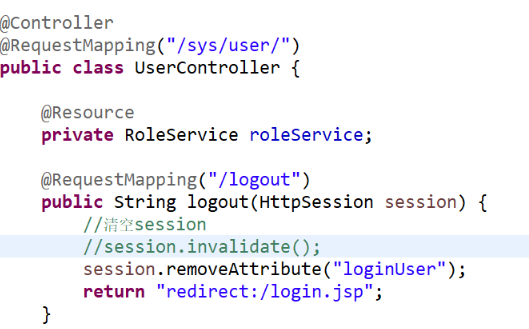 @Controller
@RequestMapping("/sys/user/")
public class UserController {
@Resource
private RoleService roleService;
@RequestMapping("/logout")
public String logout(HttpSession session) {
//清空session
//session.invalidate();
session.removeAttribute("loginUser");
return "redirect:/login.jsp";
}